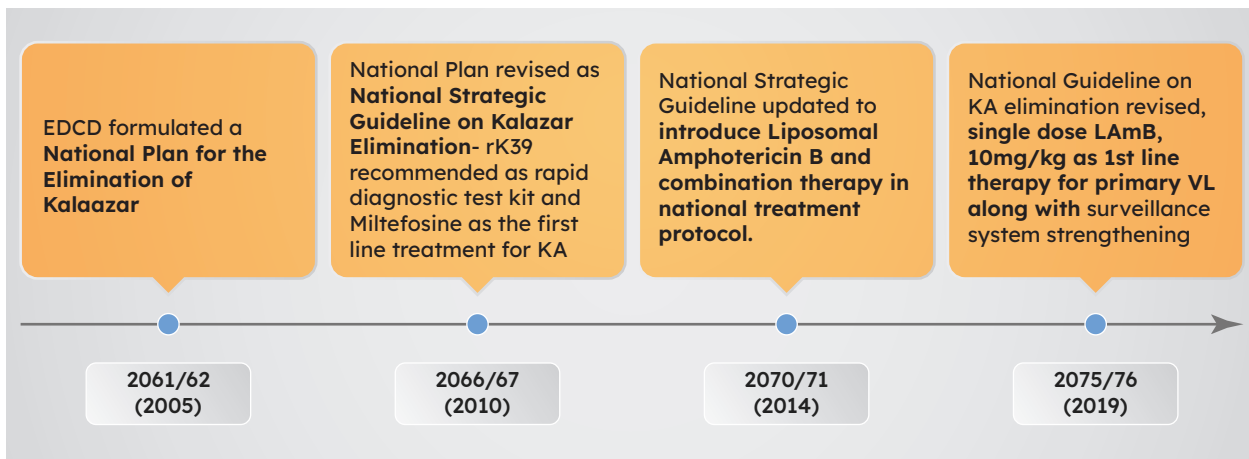 EDCD formulated a
National Plan for the
Elimination of
Kalaazar
National Plan revised as
National Strategic
Guideline on Kalazar
Elimination- rK39
recommended as rapid
diagnostic test kit and
Miltefosine as the first
line treatment for KA
National Strategic
Guideline updated to
introduce Liposomal
Amphotericin B and
combination therapy in
national treatment
protocol.
National Guideline on
KA elimination revised,
single dose LAmB,
10mg/kg as 1st line
therapy for primary VL
along with surveillance
system strengthening
2061/62
(2005)
2066/67
(2010)
2070/71
(2014)
2075/76
(2019)